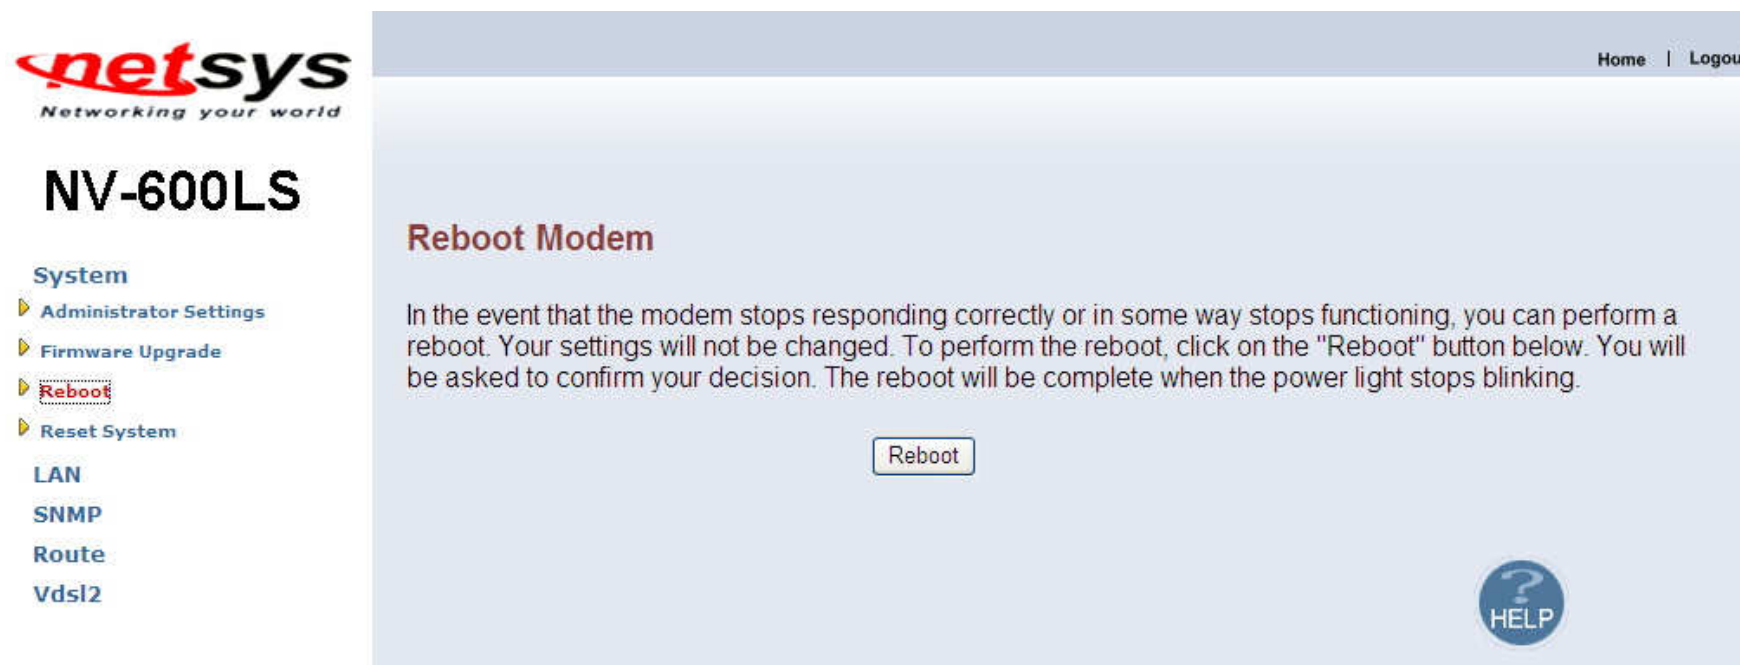 netsys
Networking your world
Home | Logou
NV-600LS
System
Administrator Settings
Firmware Upgrade
Reboot
Reset System
LAN
SNMP
Route
Vdsl2
Reboot Modem
In the event that the modem stops responding correctly or in some way stops functioning, you can perform a
reboot. Your settings will not be changed. To perform the reboot, click on the "Reboot" button below. You will
be asked to confirm your decision. The reboot will be complete when the power light stops blinking.
Reboot
?
HELP